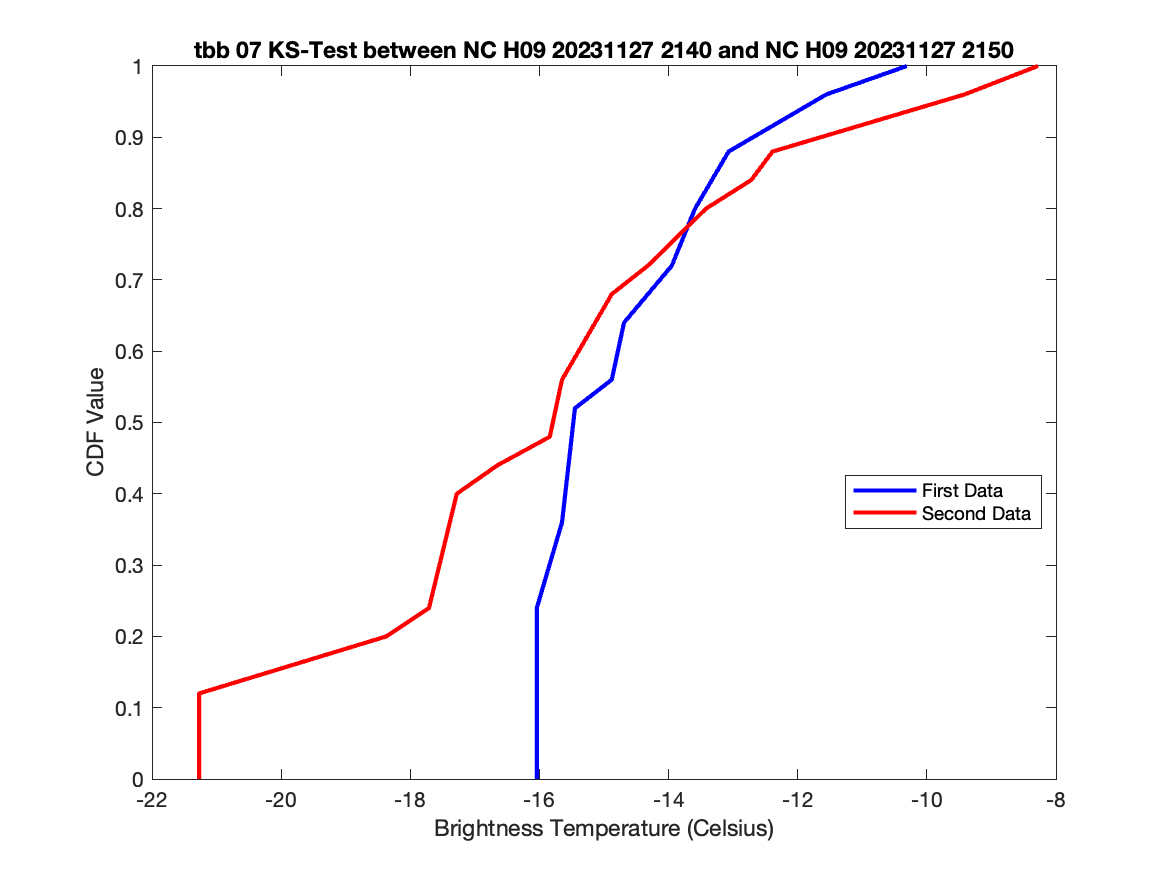 tbb 07 KS-Test between NC H09 20231127 2140 and NC H09 20231127 2150
1
0.9
0.8
0.7
0.6
0.5
0.4
0.3
0.2
0.1
0
CDF Value
First Data
Second Data
-22 -20 -18 -16 -14 -12 -10 -8
Brightness Temperature (Celsius)